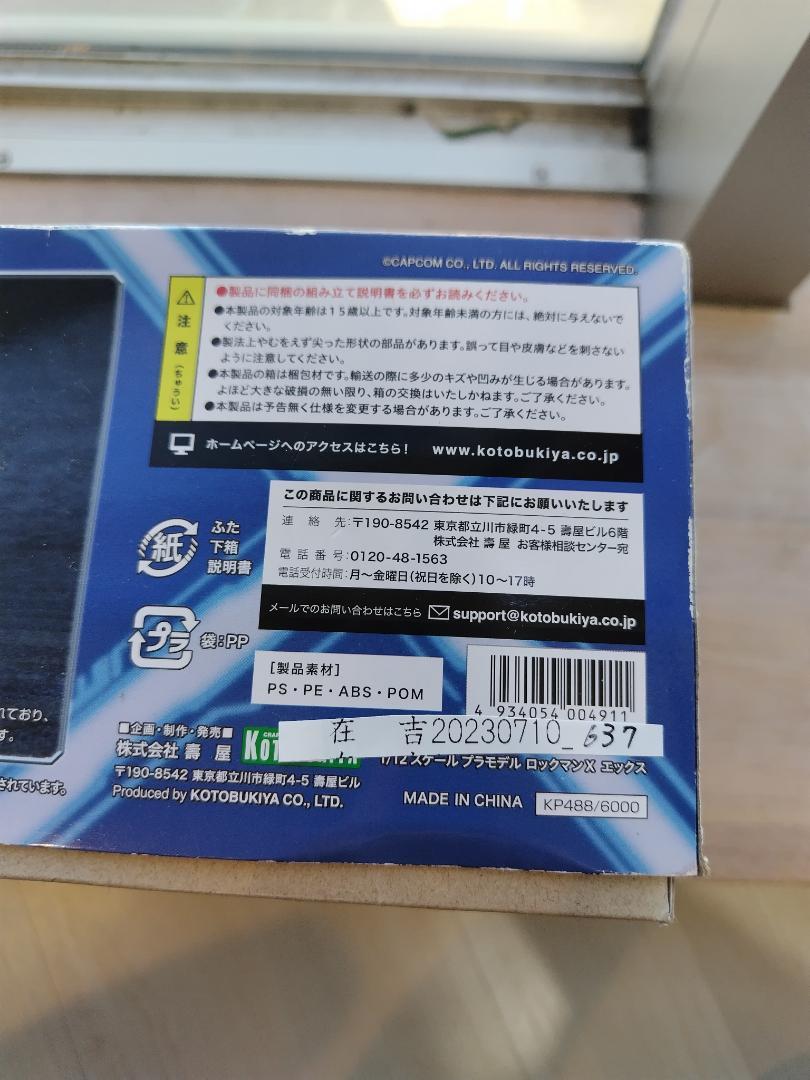 ©CAPCOM CO., LTD. ALL RIGHTS RESERVED.
注意(ちゅうい)
●製品に同梱の組み立て説明書を必ずお読みください。
●本製品の対象年齢は15歳以上です。対象年齢未満の方には、絶対に与えないで
ください。
●製法上やむをえず尖った形状の部品があります。誤って目や皮膚などを刺さない
ように注意してください。
●本製品の箱は梱包材です。輸送の際に多少のキズや凹みが生じる場合があります。
よほど大きな破損の無い限り、箱の交換はいたしかねます。ご了承ください。
●本製品は予告無く仕様を変更する場合があります。ご了承ください。
ホームページへのアクセスはこちら! www.kotobukiya.co.jp
この商品に関するお問い合わせは下記にお願いいたします
連絡先:〒190-8542 東京都立川市緑町4-5 壽屋ビル6階
株式会社 壽屋 お客様相談センター宛
電話番号:0120-48-1563
電話受付時間:月〜金曜日(祝日を除く)10〜17時
メールでのお問い合わせはこちら support@kotobukiya.co.jp
紙
ふた
下箱
説明書
プラ
袋:PP
[製品素材]
PS・PE・ABS・POM
4 934054 004911
れており、
す。
されています。
■企画・制作・発売■
株式会社 壽屋
在 吉20230710_637
1/12スケール プラモデル ロックマンX エックス
〒190-8542 東京都立川市緑町4-5 壽屋ビル
Produced by KOTOBUKIYA CO., LTD.
MADE IN CHINA
KP488/6000